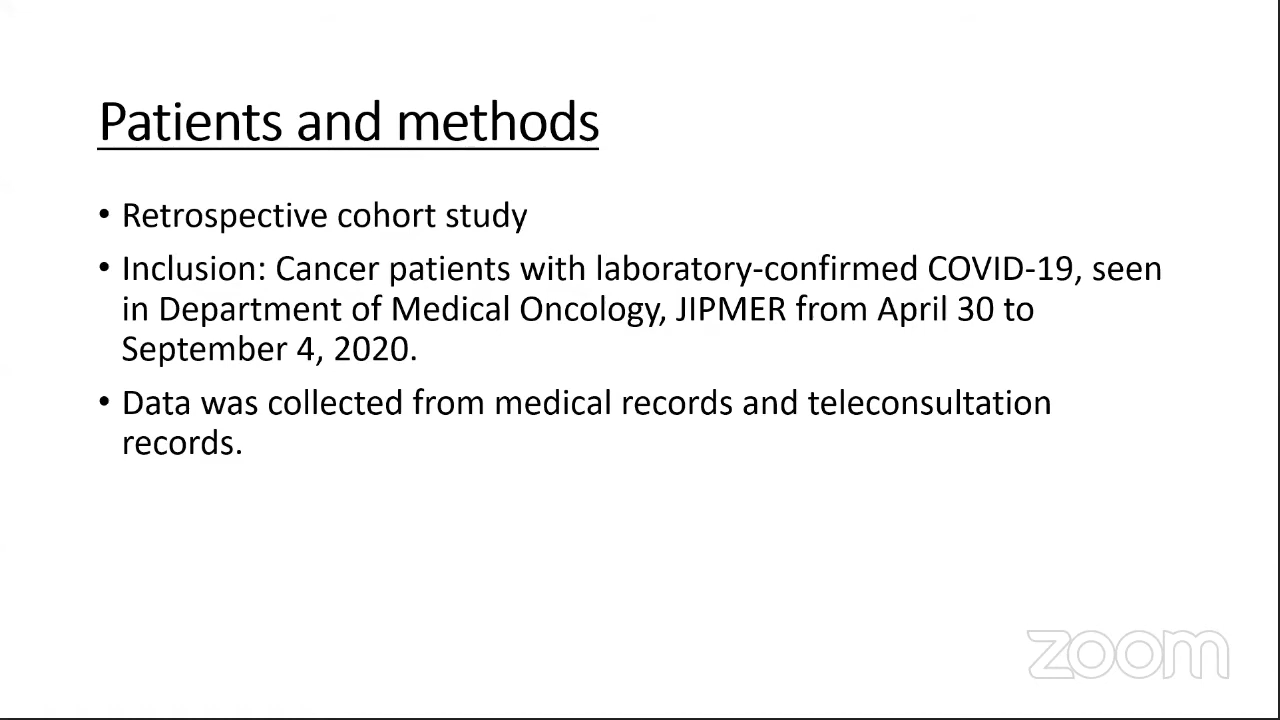 Patients and methods
• Retrospective cohort study
• Inclusion: Cancer patients with laboratory-confirmed COVID-19, seen
in Department of Medical Oncology, JIPMER from April 30 to
September 4, 2020.
• Data was collected from medical records and teleconsultation
records.
zoom